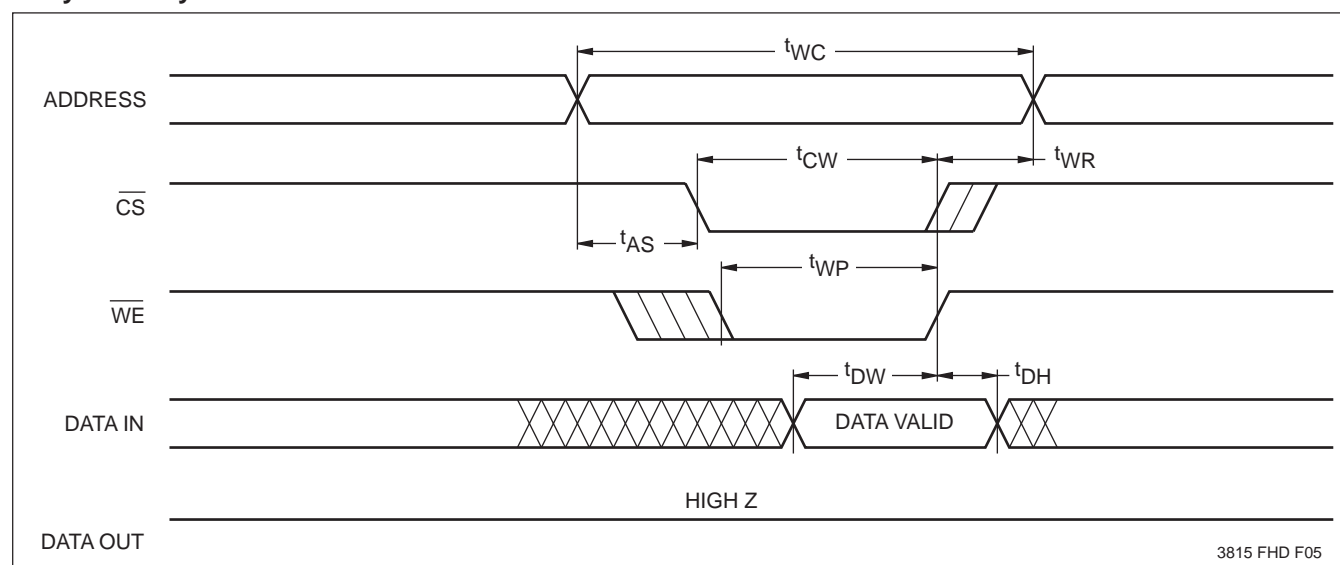 tWC
ADDRESS
tCW
tWR
CS
tAS
tWP
WE
tDW
tDH
DATA IN
DATA VALID
HIGH Z
DATA OUT
3815 FHD F05